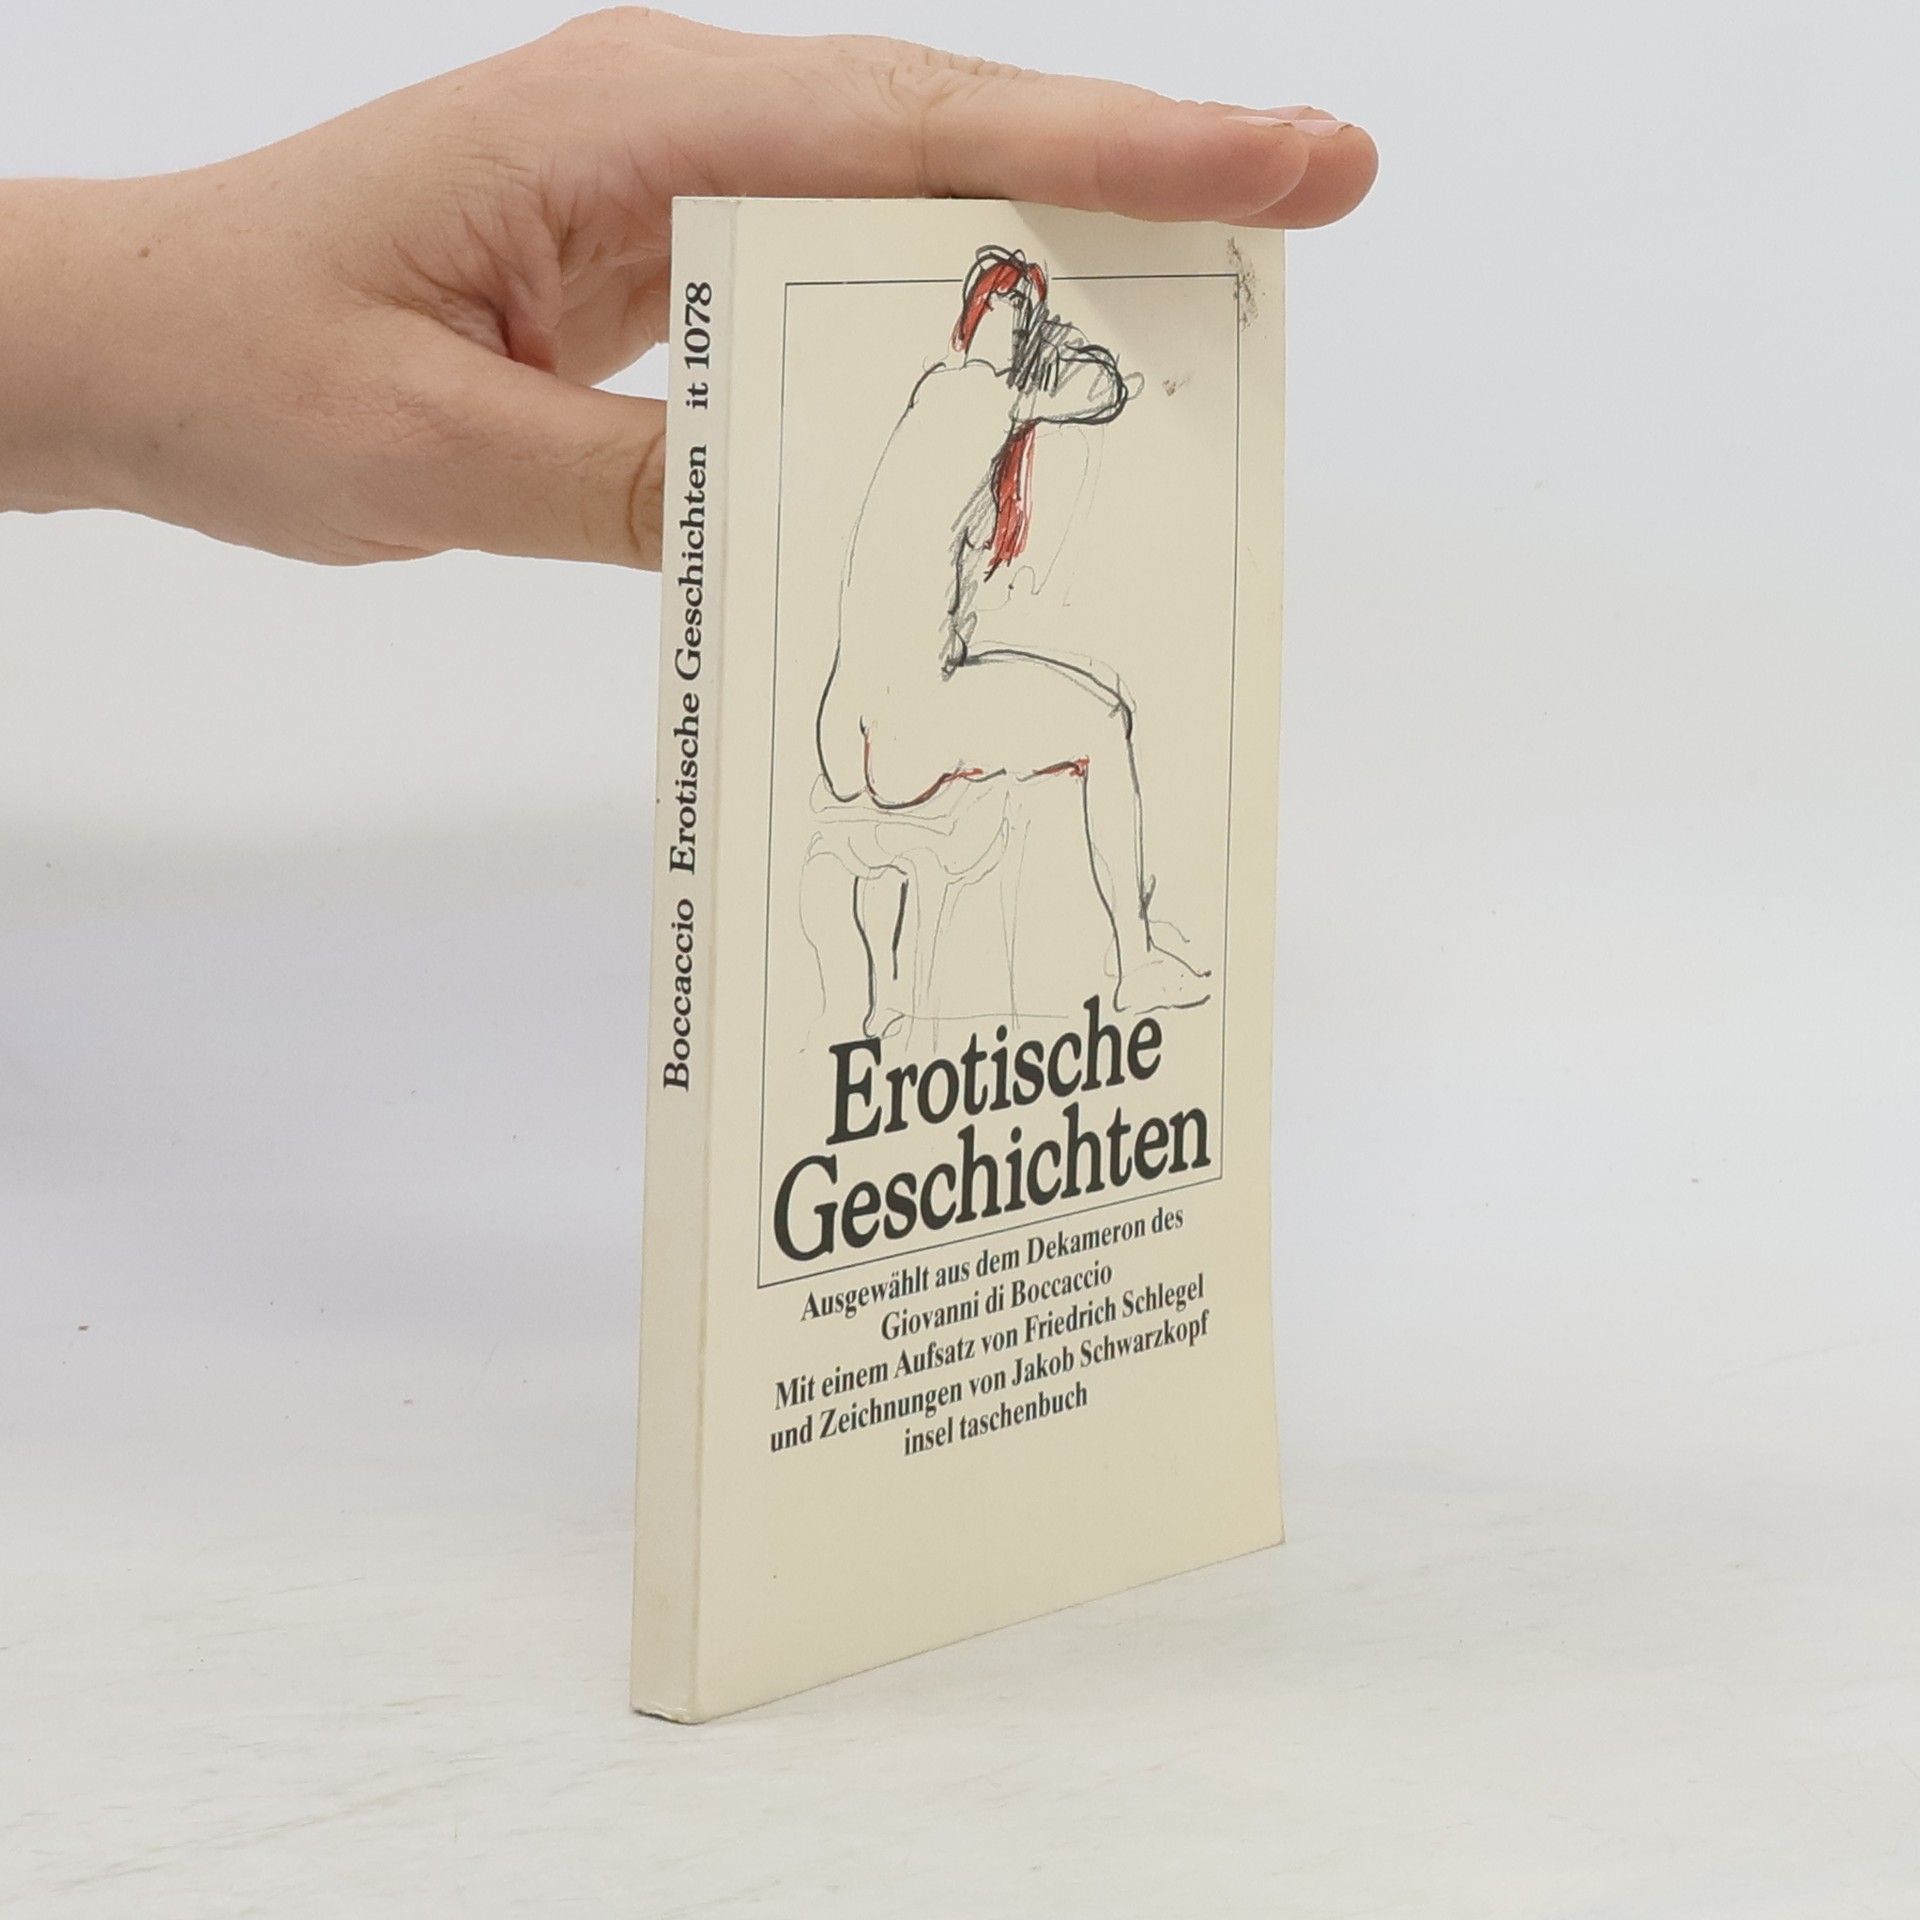 Boccaccio Erotische Geschichten it 1078
Erotische
Geschichten
Ausgewählt aus dem Dekameron des
Giovanni di Boccaccio
Mit einem Aufsatz von Friedrich Schlegel
und Zeichnungen von Jakob Schwarzkopf
insel taschenbuch